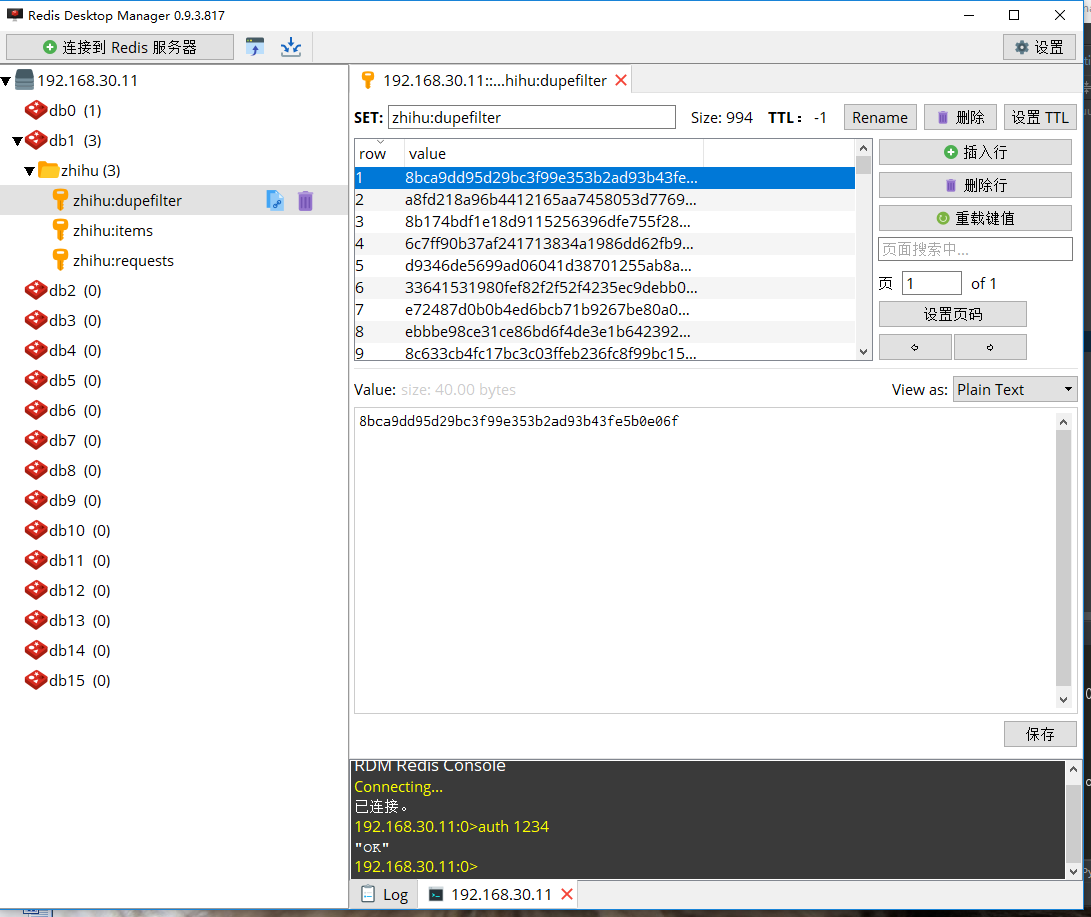 Redis Desktop Manager 0.9.3.817
连接到 Redis 服务器
设置
192.168.30.11
db0 (1)
db1 (3)
zhihu (3)
zhihu:dupefilter
zhihu:items
zhihu:requests
db2 (0)
db3 (0)
db4 (0)
db5 (0)
db6 (0)
db7 (0)
db8 (0)
db9 (0)
db10 (0)
db11 (0)
db12 (0)
db13 (0)
db14 (0)
db15 (0)
192.168.30.11::...hihu:dupefilter
SET: zhihu:dupefilter Size: 994 TTL: -1 Rename 删除 设置 TTL
row value
1 8bca9dd95d29bc3f99e353b2ad93b43fe...
2 a8fd218a96b4412165aa7458053d7769...
3 8b174bdf1e18d9115256396dfe755f28...
4 6c7ff90b37af241713834a1986dd62fb9...
5 d9346de5699ad06041d38701255ab8a...
6 33641531980fef82f2f52f4235ec9debb0...
7 e72487d0b0b4ed6bcb71b9267be80a0...
8 ebbbe98ce31ce86bd6f4de3e1b642392...
9 8c633cb4fc17bc3c03ffeb236fc8f99bc15...
插入行
删除行
重载键值
页面搜索中...
页 1 of 1
设置页码
Value: size: 40.00 bytes View as: Plain Text
8bca9dd95d29bc3f99e353b2ad93b43fe5b0e06f
保存
RDM Redis Console
Connecting...
已连接。
192.168.30.11:0>auth 1234
"OK"
192.168.30.11:0>
Log 192.168.30.11